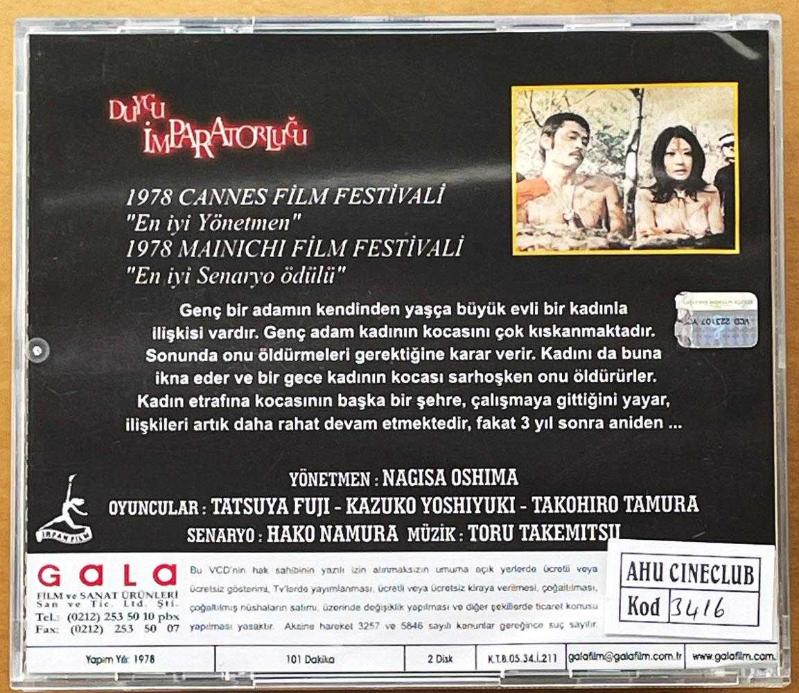 DUYGU
İMPARATORLUĞU
1978 CANNES FİLM FESTİVALİ
"En iyi Yönetmen"
1978 MAINICHI FİLM FESTİVALİ
"En iyi Senaryo ödülü"
Genç bir adamın kendinden yaşça büyük evli bir kadınla
ilişkisi vardır. Genç adam kadının kocasını çok kıskanmaktadır.
Sonunda onu öldürmeleri gerektiğine karar verir. Kadını da buna
ikna eder ve bir gece kadının kocası sarhoşken onu öldürürler.
Kadın etrafına kocasının başka bir şehre, çalışmaya gittiğini yayar,
ilişkileri artık daha rahat devam etmektedir, fakat 3 yıl sonra aniden ...
YÖNETMEN : NAGISA OSHIMA
OYUNCULAR : TATSUYA FUJI - KAZUKO YOSHIYUKI - TAKOHIRO TAMURA
SENARYO : HAKO NAMURA MÜZİK : TORU TAKEMITSU
İRFAN FİLM
GALA
FİLM ve SANAT ÜRÜNLERİ
San ve Tic. Ltd. Şti.
Tel.: (0212) 253 50 10 pbx
Fax: (0212) 253 50 07
Bu VCD'nin hak sahibinin yazılı izin alınmaksızın umuma açık yerlerde ücretli veya
ücretsiz gösterimi, Tv'lerde yayımlanması, ücretli veya ücretsiz kiraya verilmesi, çoğaltılması,
çoğaltılmış nüshaların satımı, üzerinde değişiklik yapılması ve diğer şekillerde ticaret konusu
yapılması yasaktır. Aksine hareket 3257 ve 5846 sayılı kanunlar gereğince suç sayılır.
AHU CINECLUB
Kod 3416
Yapım Yılı: 1978
101 Dakika
2 Disk
K.T.B.05.34.İ.211
galafilm@galafilm.com.tr
www.galafilm.com.